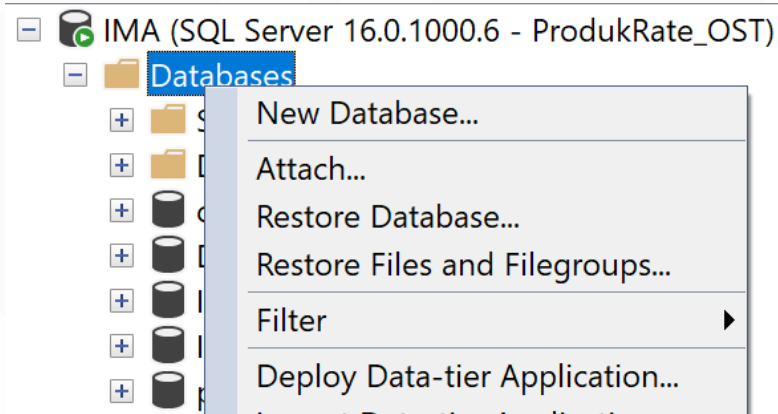 IMA (SQL Server 16.0.1000.6 - ProdukRate_OST)
Databases
New Database...
Attach...
Restore Database...
Restore Files and Filegroups...
Filter
Deploy Data-tier Application...